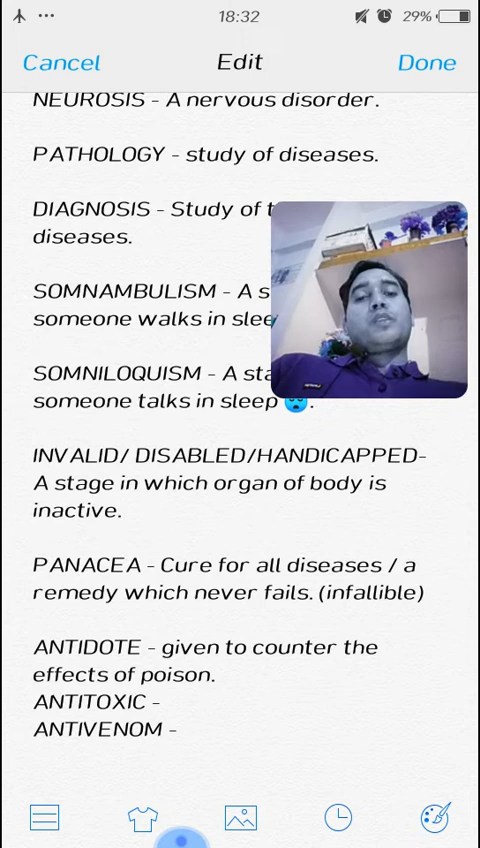 18:32
29%
Cancel
Edit
Done
NEUROSIS - A nervous disorder.
PATHOLOGY - study of diseases.
DIAGNOSIS - Study of
diseases.
SOMNAMBULISM - A
someone walks in
SOMNILOQUISM - A
someone talks in sleep 😴.
INVALID/ DISABLED/HANDICAPPED-
A stage in which organ of body is
inactive.
PANACEA - Cure for all diseases / a
remedy which never fails. (infallible)
ANTIDOTE - given to counter the
effects of poison.
ANTITOXIC -
ANTIVENOM -